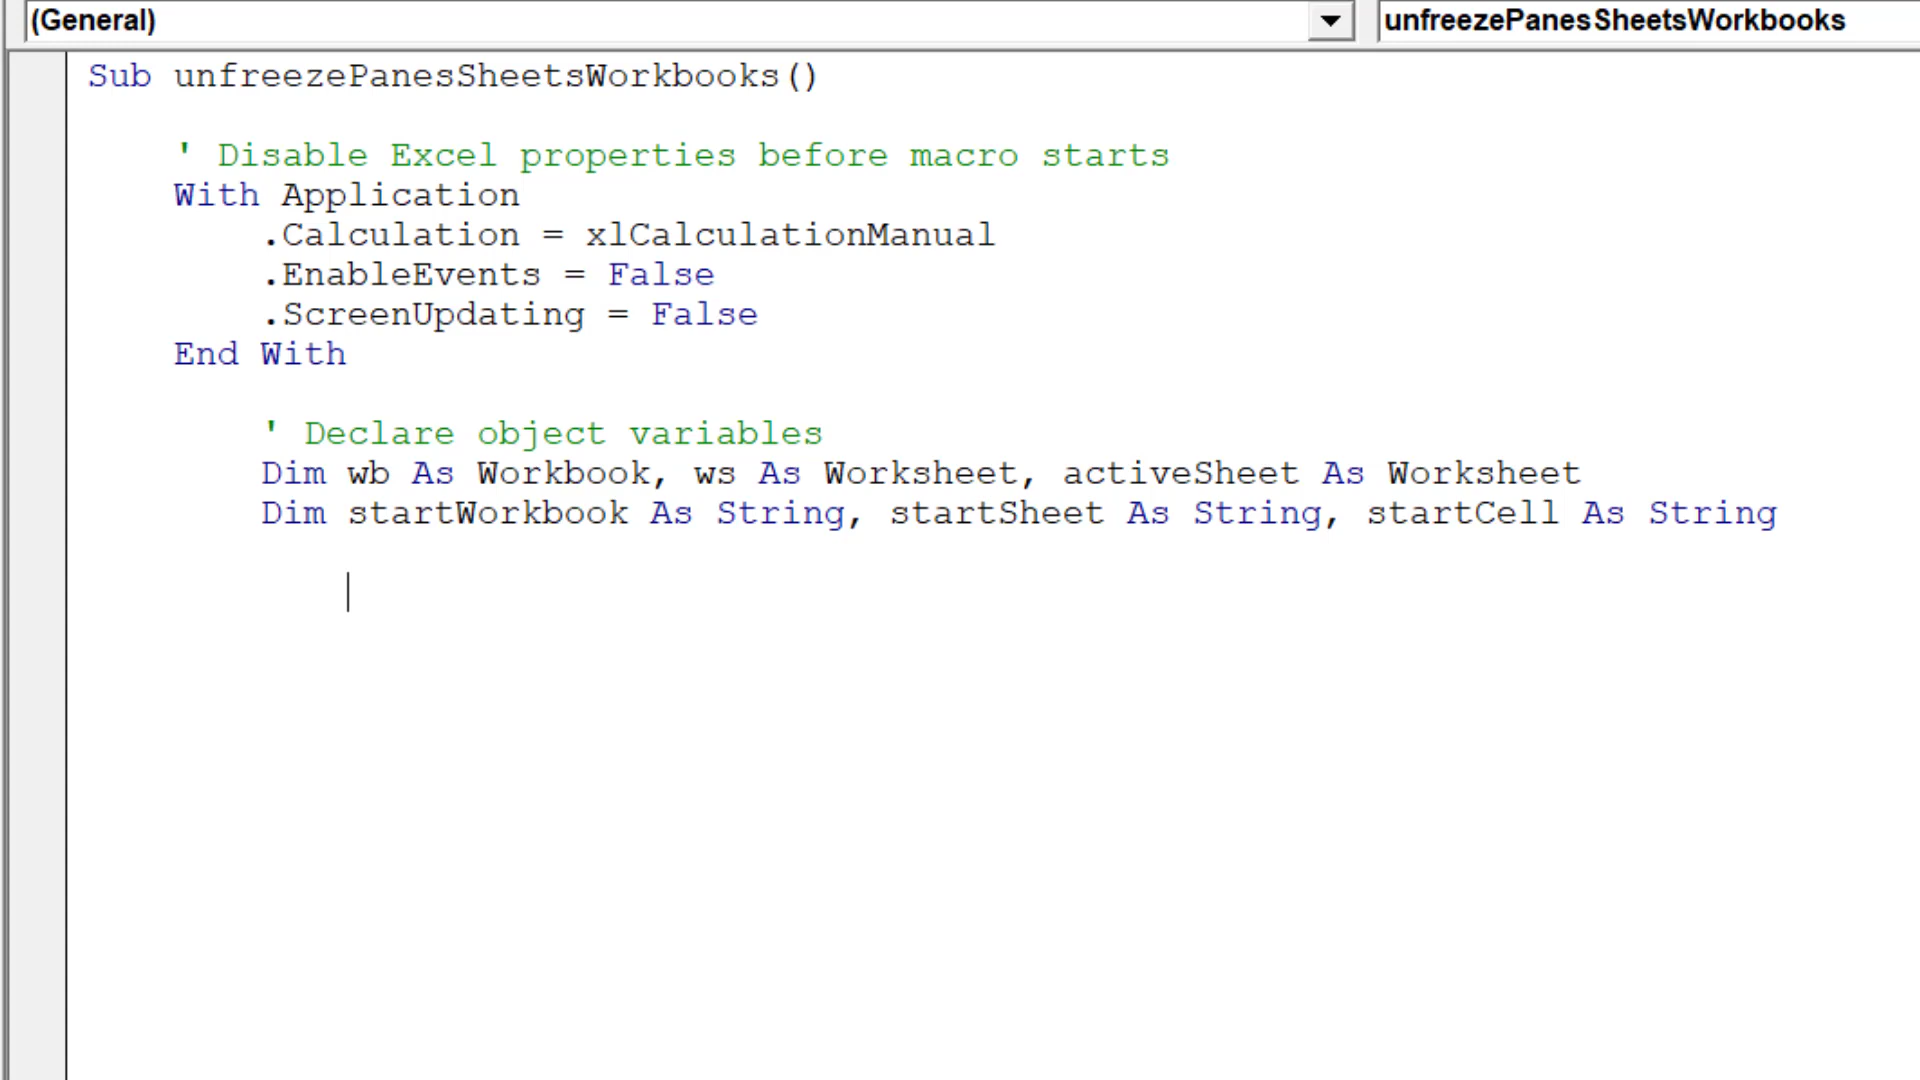 (General) unfreezePanesSheetsWorkbooks
Sub unfreezePanesSheetsWorkbooks()
' Disable Excel properties before macro starts
With Application
.Calculation = xlCalculationManual
.EnableEvents = False
.ScreenUpdating = False
End With
' Declare object variables
Dim wb As Workbook, ws As Worksheet, activeSheet As Worksheet
Dim startWorkbook As String, startSheet As String, startCell As String